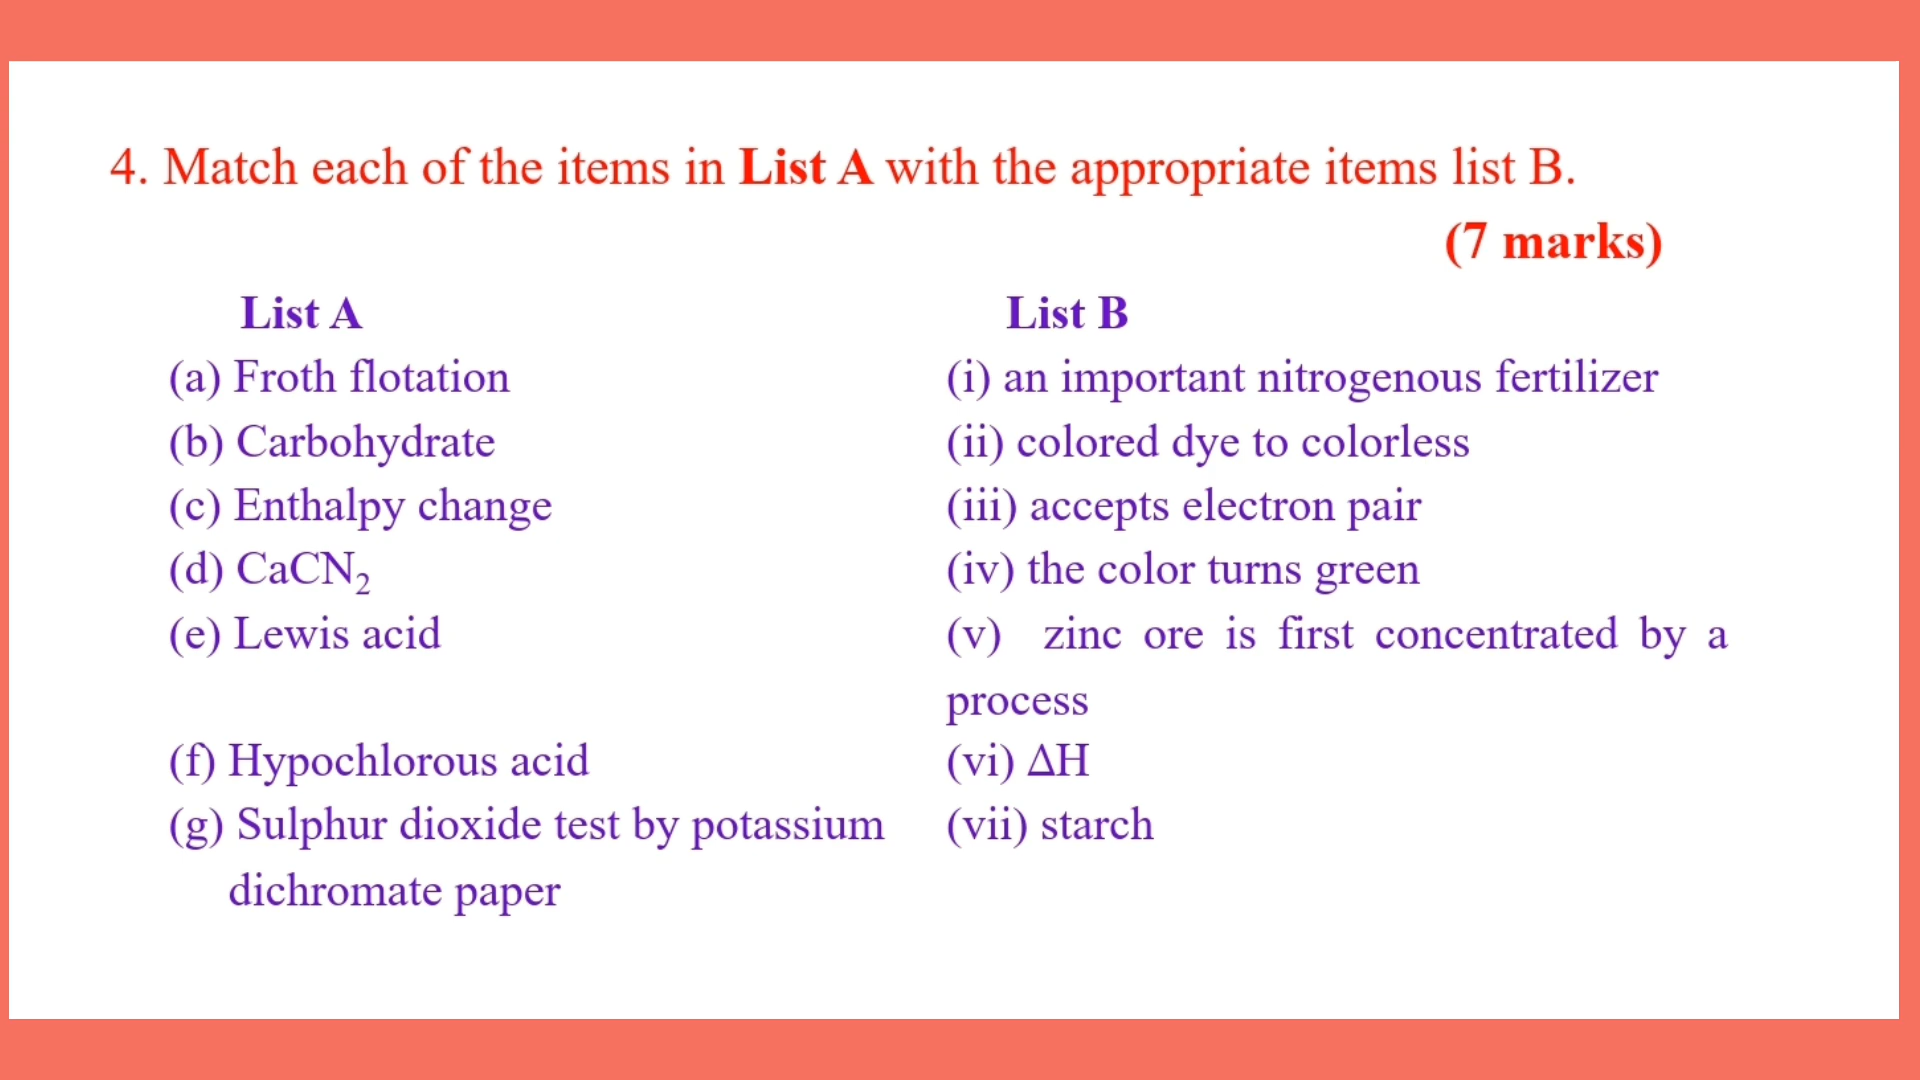 4. Match each of the items in List A with the appropriate items list B.
(7 marks)
List A List B
(a) Froth flotation (i) an important nitrogenous fertilizer
(b) Carbohydrate (ii) colored dye to colorless
(c) Enthalpy change (iii) accepts electron pair
(d) CaCN₂ (iv) the color turns green
(e) Lewis acid (v) zinc ore is first concentrated by a
process
(f) Hypochlorous acid (vi) ΔH
(g) Sulphur dioxide test by potassium (vii) starch
dichromate paper